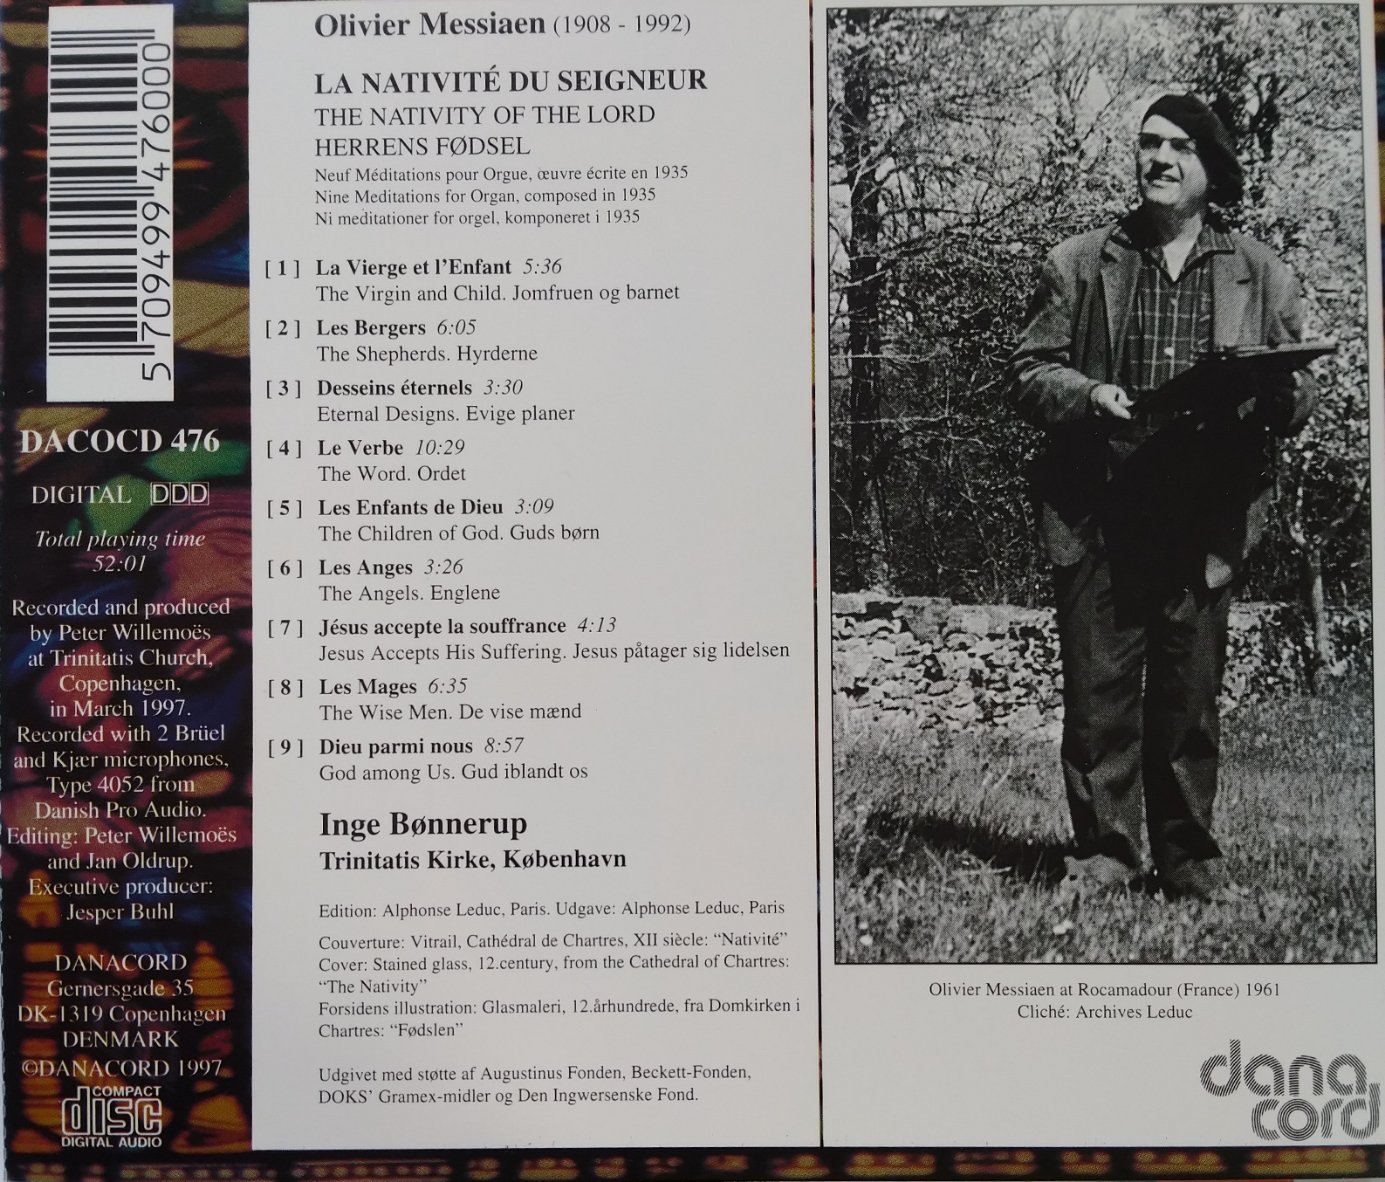 5 709499 476000
DACOCD 476
DIGITAL DDD
Total playing time
52:01
Recorded and produced
by Peter Willemoës
at Trinitatis Church,
Copenhagen,
in March 1997.
Recorded with 2 Brüel
and Kjær microphones,
Type 4052 from
Danish Pro Audio.
Editing: Peter Willemoës
and Jan Oldrup.
Executive producer:
Jesper Buhl
DANACORD
Gernersgade 35
DK-1319 Copenhagen
DENMARK
©DANACORD 1997
COMPACT
disc
DIGITAL AUDIO
Olivier Messiaen (1908 - 1992)
LA NATIVITÉ DU SEIGNEUR
THE NATIVITY OF THE LORD
HERRENS FØDSEL
Neuf Méditations pour Orgue, œuvre écrite en 1935
Nine Meditations for Organ, composed in 1935
Ni meditationer for orgel, komponeret i 1935
[ 1 ] La Vierge et l'Enfant 5:36
The Virgin and Child. Jomfruen og barnet
[ 2 ] Les Bergers 6:05
The Shepherds. Hyrderne
[ 3 ] Desseins éternels 3:30
Eternal Designs. Evige planer
[ 4 ] Le Verbe 10:29
The Word. Ordet
[ 5 ] Les Enfants de Dieu 3:09
The Children of God. Guds børn
[ 6 ] Les Anges 3:26
The Angels. Englene
[ 7 ] Jésus accepte la souffrance 4:13
Jesus Accepts His Suffering. Jesus påtager sig lidelsen
[ 8 ] Les Mages 6:35
The Wise Men. De vise mænd
[ 9 ] Dieu parmi nous 8:57
God among Us. Gud iblandt os
Inge Bønnerup
Trinitatis Kirke, København
Edition: Alphonse Leduc, Paris. Udgave: Alphonse Leduc, Paris
Couverture: Vitrail, Cathédral de Chartres, XII siècle: “Nativité”
Cover: Stained glass, 12.century, from the Cathedral of Chartres:
“The Nativity”
Forsidens illustration: Glasmaleri, 12.århundrede, fra Domkirken i
Chartres: “Fødslen”
Udgivet med støtte af Augustinus Fonden, Beckett-Fonden,
DOKS' Gramex-midler og Den Ingwersenske Fond.
Olivier Messiaen at Rocamadour (France) 1961
Cliché: Archives Leduc
dana
cord